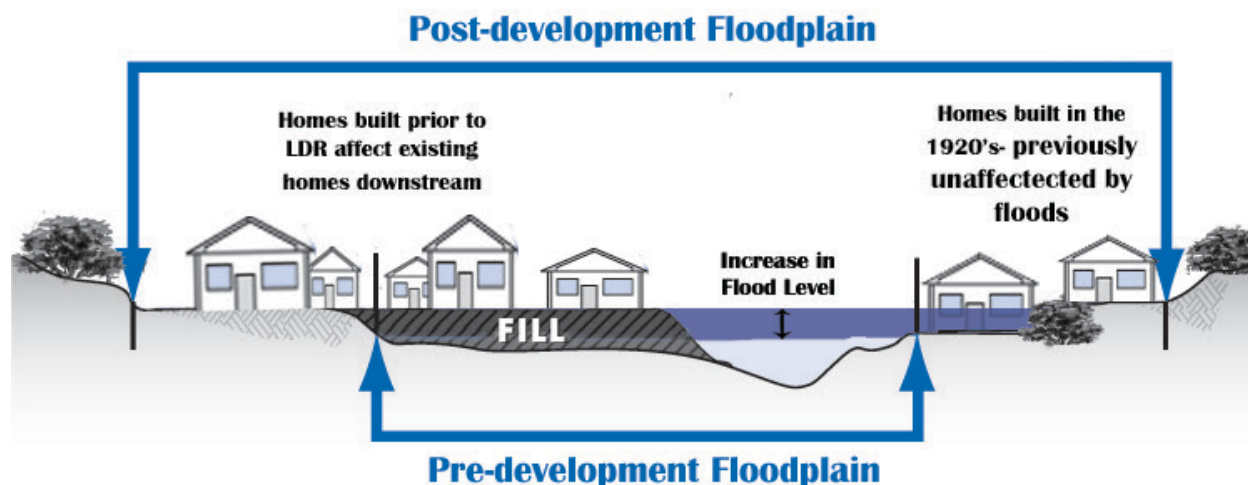 Post-development Floodplain
Homes built prior to
LDR affect existing
homes downstream
Homes built in the
1920's- previously
unaffectected by
floods
Increase in
Flood Level
FILL
Pre-development Floodplain